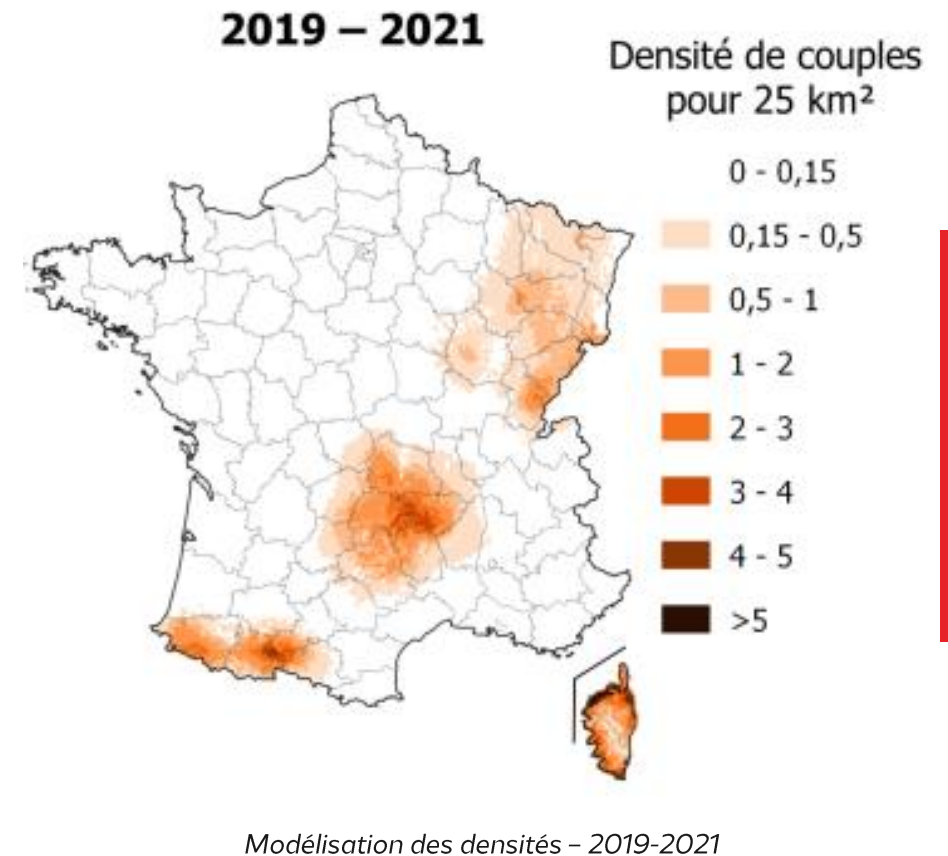 2019 – 2021
Densité de couples
pour 25 km²
0 - 0,15
0,15 - 0,5
0,5 - 1
1 - 2
2 - 3
3 - 4
4 - 5
>5
Modélisation des densités – 2019-2021